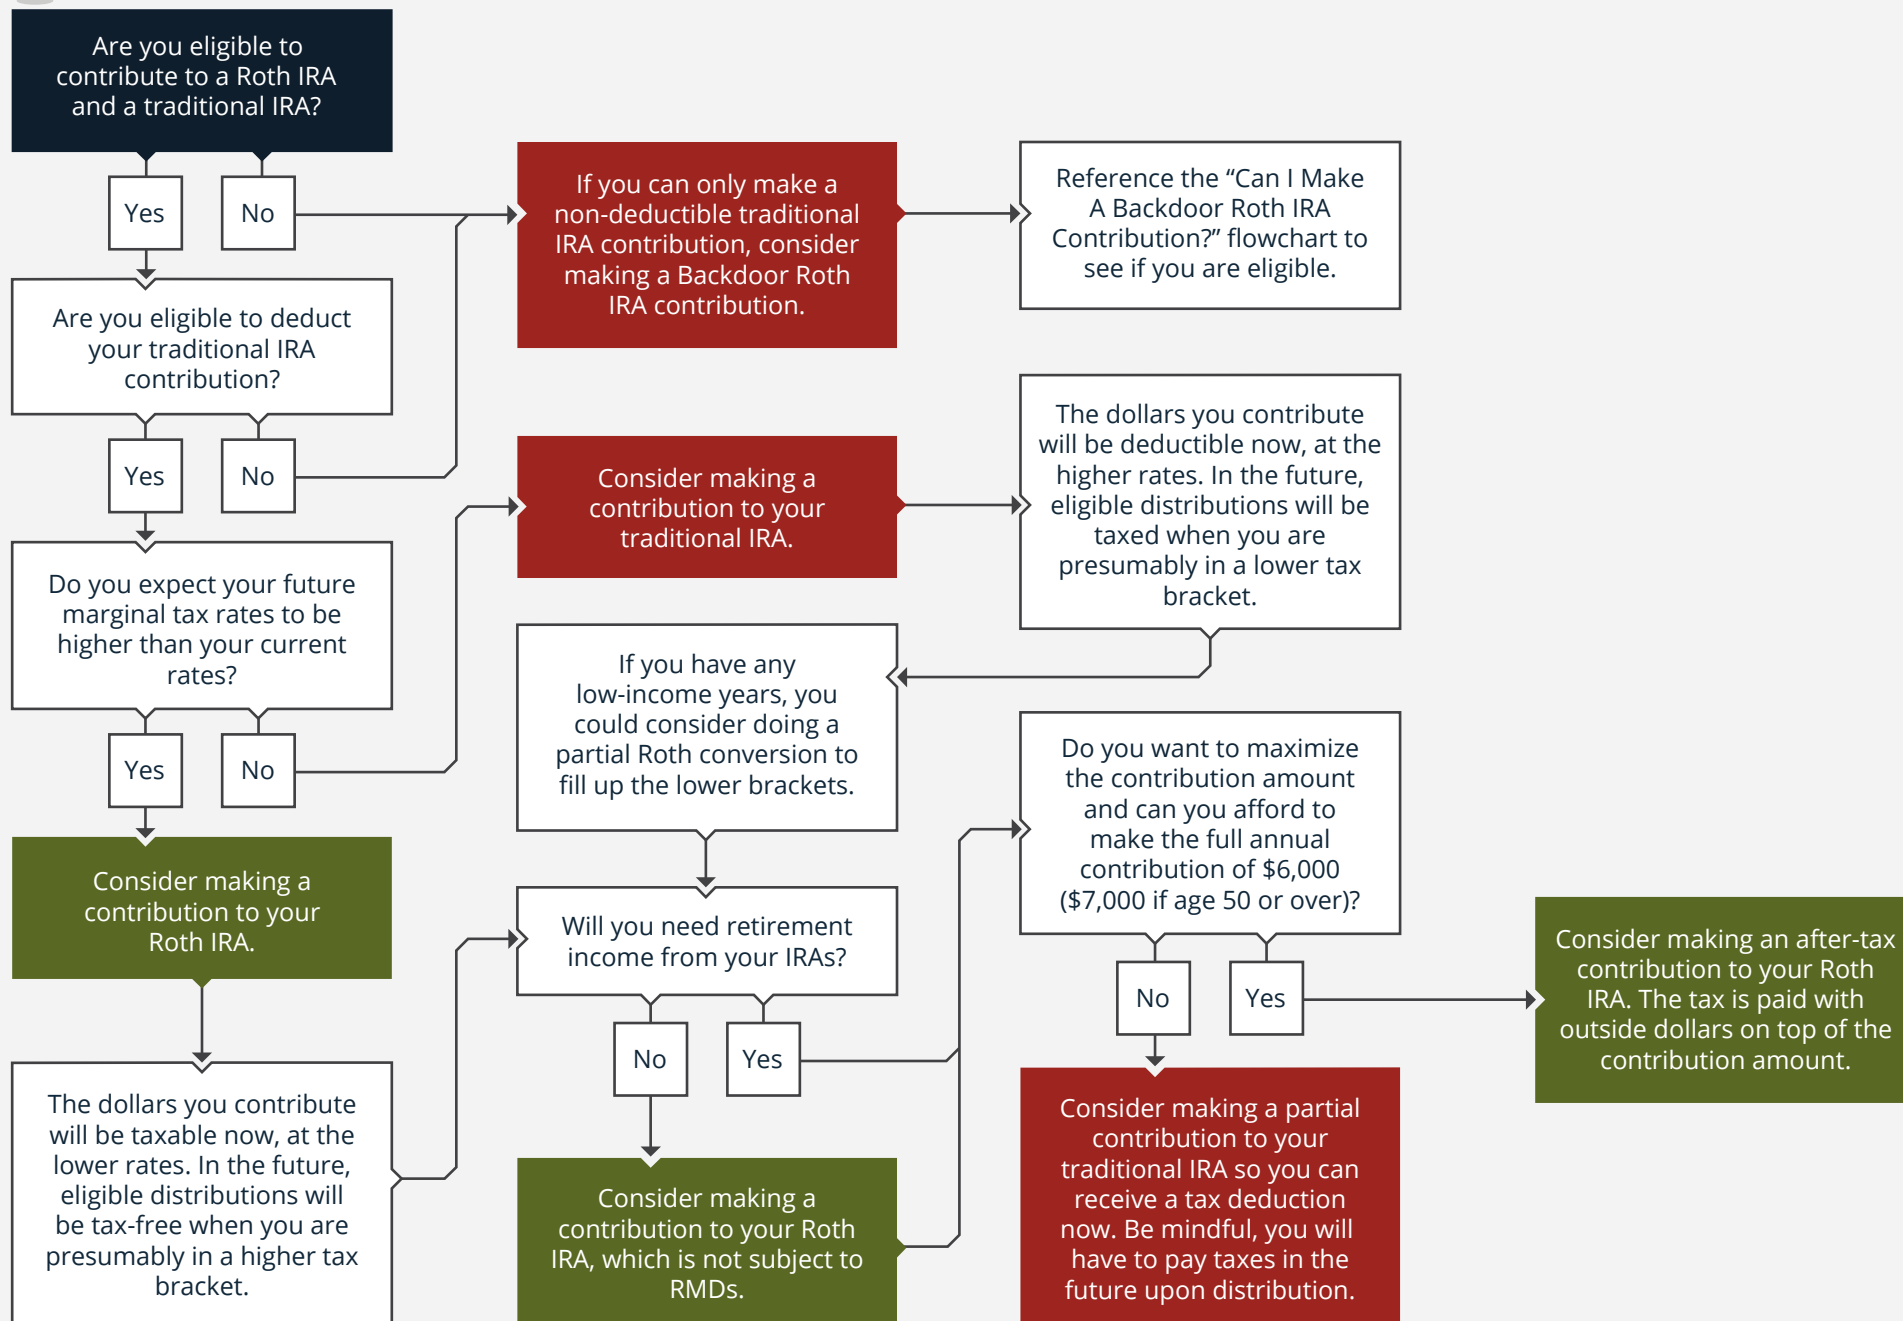 Are you eligible to
contribute to a Roth IRA
and a traditional IRA?
Yes
No
If you can only make a
non-deductible traditional
IRA contribution, consider
making a Backdoor Roth
IRA contribution.
Reference the “Can I Make
A Backdoor Roth IRA
Contribution?” flowchart to
see if you are eligible.
Are you eligible to deduct
your traditional IRA
contribution?
Yes
No
Consider making a
contribution to your
traditional IRA.
The dollars you contribute
will be deductible now, at the
higher rates. In the future,
eligible distributions will be
taxed when you are
presumably in a lower tax
bracket.
Do you expect your future
marginal tax rates to be
higher than your current
rates?
Yes
No
If you have any
low-income years, you
could consider doing a
partial Roth conversion to
fill up the lower brackets.
Do you want to maximize
the contribution amount
and can you afford to
make the full annual
contribution of $6,000
($7,000 if age 50 or over)?
No
Yes
Consider making a
contribution to your
Roth IRA.
Will you need retirement
income from your IRAs?
No
Yes
Consider making an after-tax
contribution to your Roth
IRA. The tax is paid with
outside dollars on top of the
contribution amount.
The dollars you contribute
will be taxable now, at the
lower rates. In the future,
eligible distributions will
be tax-free when you are
presumably in a higher tax
bracket.
Consider making a
contribution to your Roth
IRA, which is not subject to
RMDs.
Consider making a partial
contribution to your
traditional IRA so you can
receive a tax deduction
now. Be mindful, you will
have to pay taxes in the
future upon distribution.